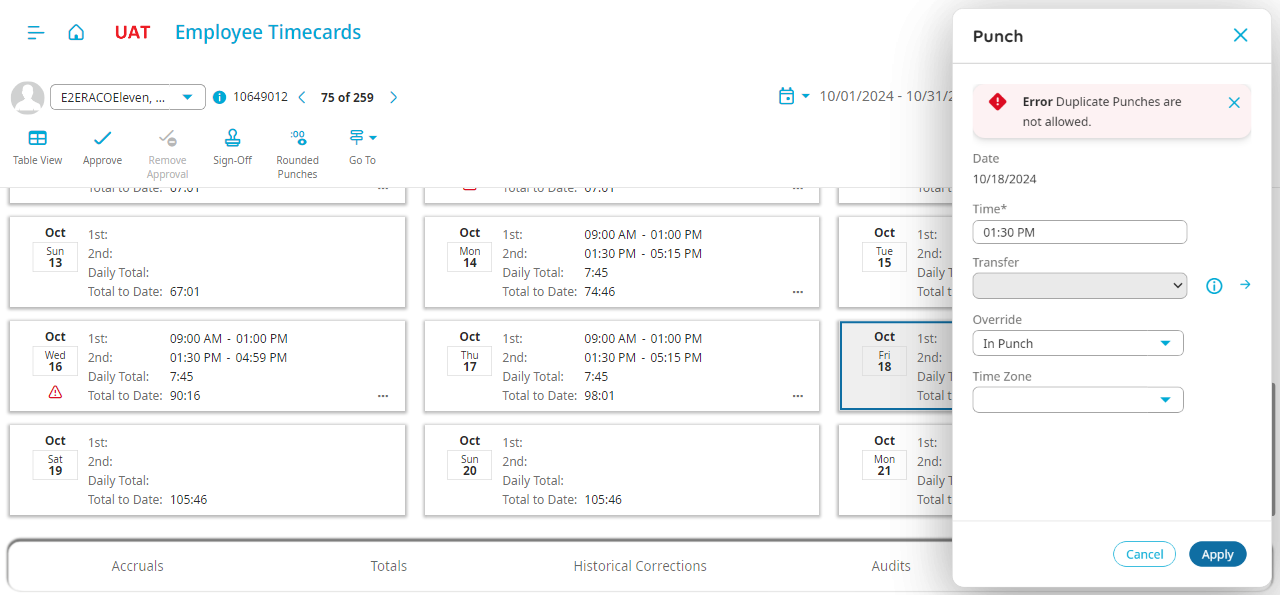 UAT
Employee Timecards
E2ERACOEleven, ...
10649012
75 of 259
10/01/2024 - 10/31/2
Table View
Approve
Remove
Approval
Sign-Off
:00
Rounded
Punches
Go To
Total to Date: 67:01
...
Total to Date: 67:01
...
Total
Oct
Sun
13
1st:
2nd:
Daily Total:
Total to Date: 67:01
Oct
Mon
14
1st: 09:00 AM - 01:00 PM
2nd: 01:30 PM - 05:15 PM
Daily Total: 7:45
Total to Date: 74:46
...
Oct
Tue
15
1st:
2nd:
Daily T
Total t
Oct
Wed
16
1st: 09:00 AM - 01:00 PM
2nd: 01:30 PM - 04:59 PM
Daily Total: 7:45
Total to Date: 90:16
...
Oct
Thu
17
1st: 09:00 AM - 01:00 PM
2nd: 01:30 PM - 05:15 PM
Daily Total: 7:45
Total to Date: 98:01
...
Oct
Fri
18
1st:
2nd:
Daily T
Total t
Oct
Sat
19
1st:
2nd:
Daily Total:
Total to Date: 105:46
Oct
Sun
20
1st:
2nd:
Daily Total:
Total to Date: 105:46
Oct
Mon
21
1st:
2nd:
Daily T
Total t
Accruals
Totals
Historical Corrections
Audits
Punch
Error Duplicate Punches are
not allowed.
Date
10/18/2024
Time*
01:30 PM
Transfer
Override
In Punch
Time Zone
Cancel
Apply